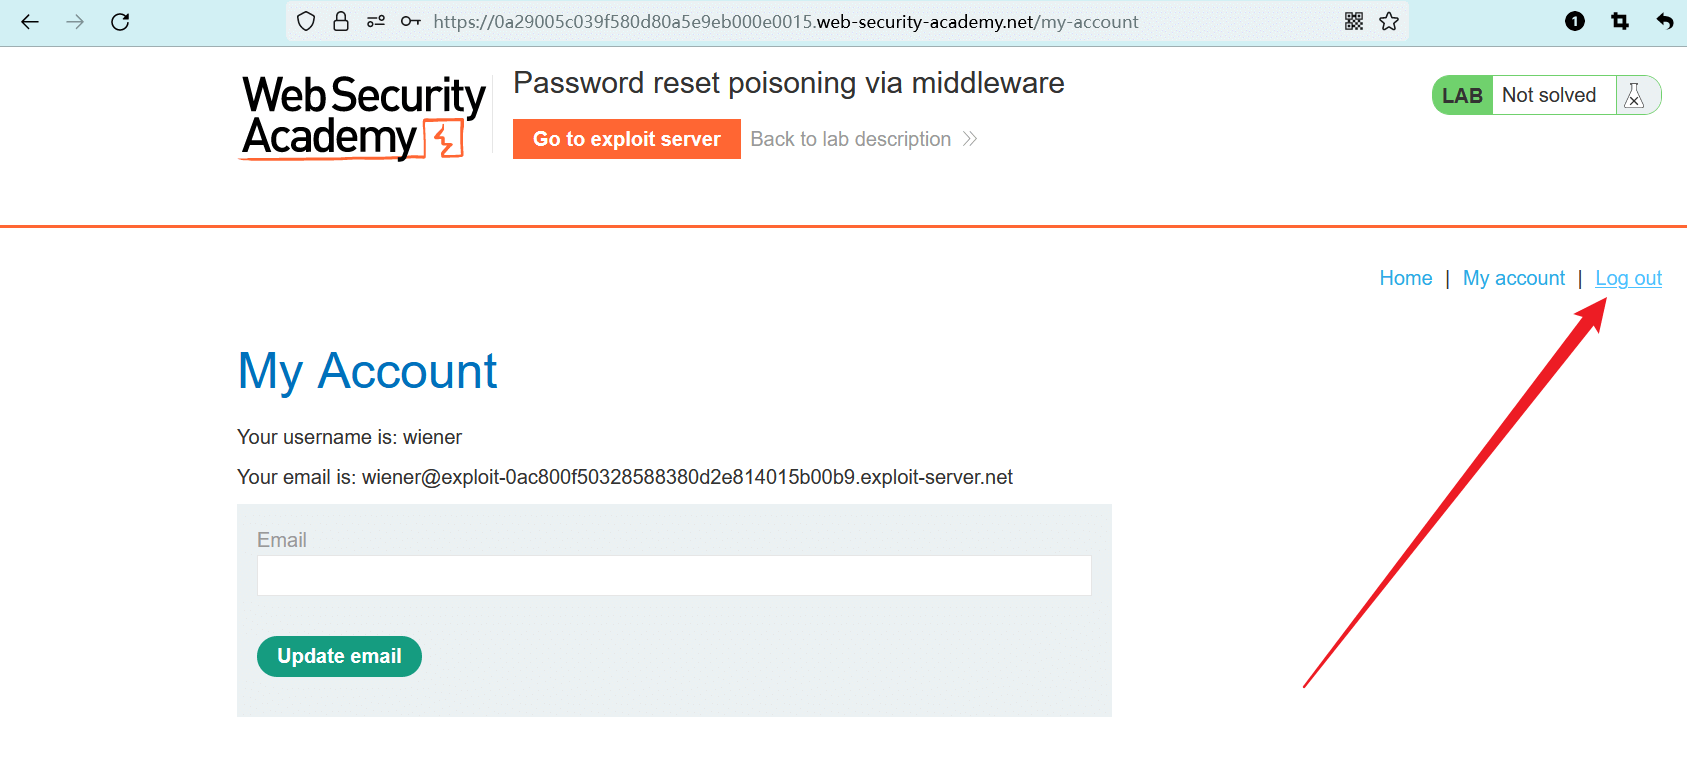 https://0a29005c039f580d80a5e9eb000e0015.web-security-academy.net/my-account
1
Web Security
Academy
Password reset poisoning via middleware
Go to exploit server
Back to lab description
LAB
Not solved
Home | My account | Log out
My Account
Your username is: wiener
Your email is: wiener@exploit-0ac800f50328588380d2e814015b00b9.exploit-server.net
Email
Update email